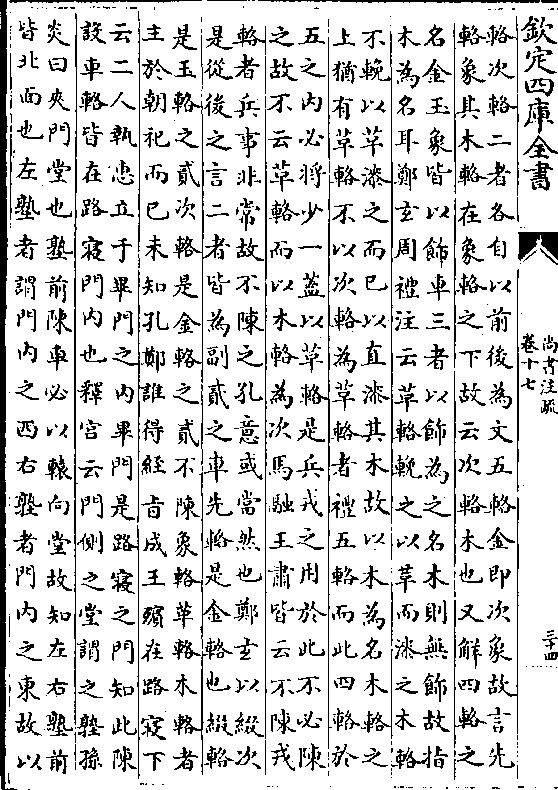 欽定四庫全書
尚書注疏
卷十七
三十四
輅次輅二者各自以前後為文五輅金即次象故言先
輅象其木輅在象輅之下故云次輅木也又解四輅之
名金玉象皆以飾車三者以飾為之名木則無飾故指
木為名耳鄭玄周禮注云革輅輓之以革而漆之木輅
不輓以革漆之而已以直漆其木故以木為名木輅之
上猶有革輅不以次輅為革輅者禮五輅而此四輅於
五之内必將少一蓋以革輅是兵戎之用於此不必陳
之故不云革輅而以木輅為次馬融王肅皆云不陳戎
輅者兵事非常故不陳之孔意或當然也鄭玄以綴次
是從後之言二者皆為副貳之車先輅是金輅也綴輅
是玉輅之貳次輅是金輅之貳不陳象輅革輅木輅者
主於朝祀而已未知孔鄭誰得經旨成王殯在路寢下
云二人執惠立于畢門之内畢門是路寢之門知此陳
設車輅皆在路寢門内也釋宫云門側之堂謂之塾孫
炎曰夾門堂也塾前陳車必以轅向堂故知左右塾前
皆北面也左塾者謂門内之西右塾者門内之東故以